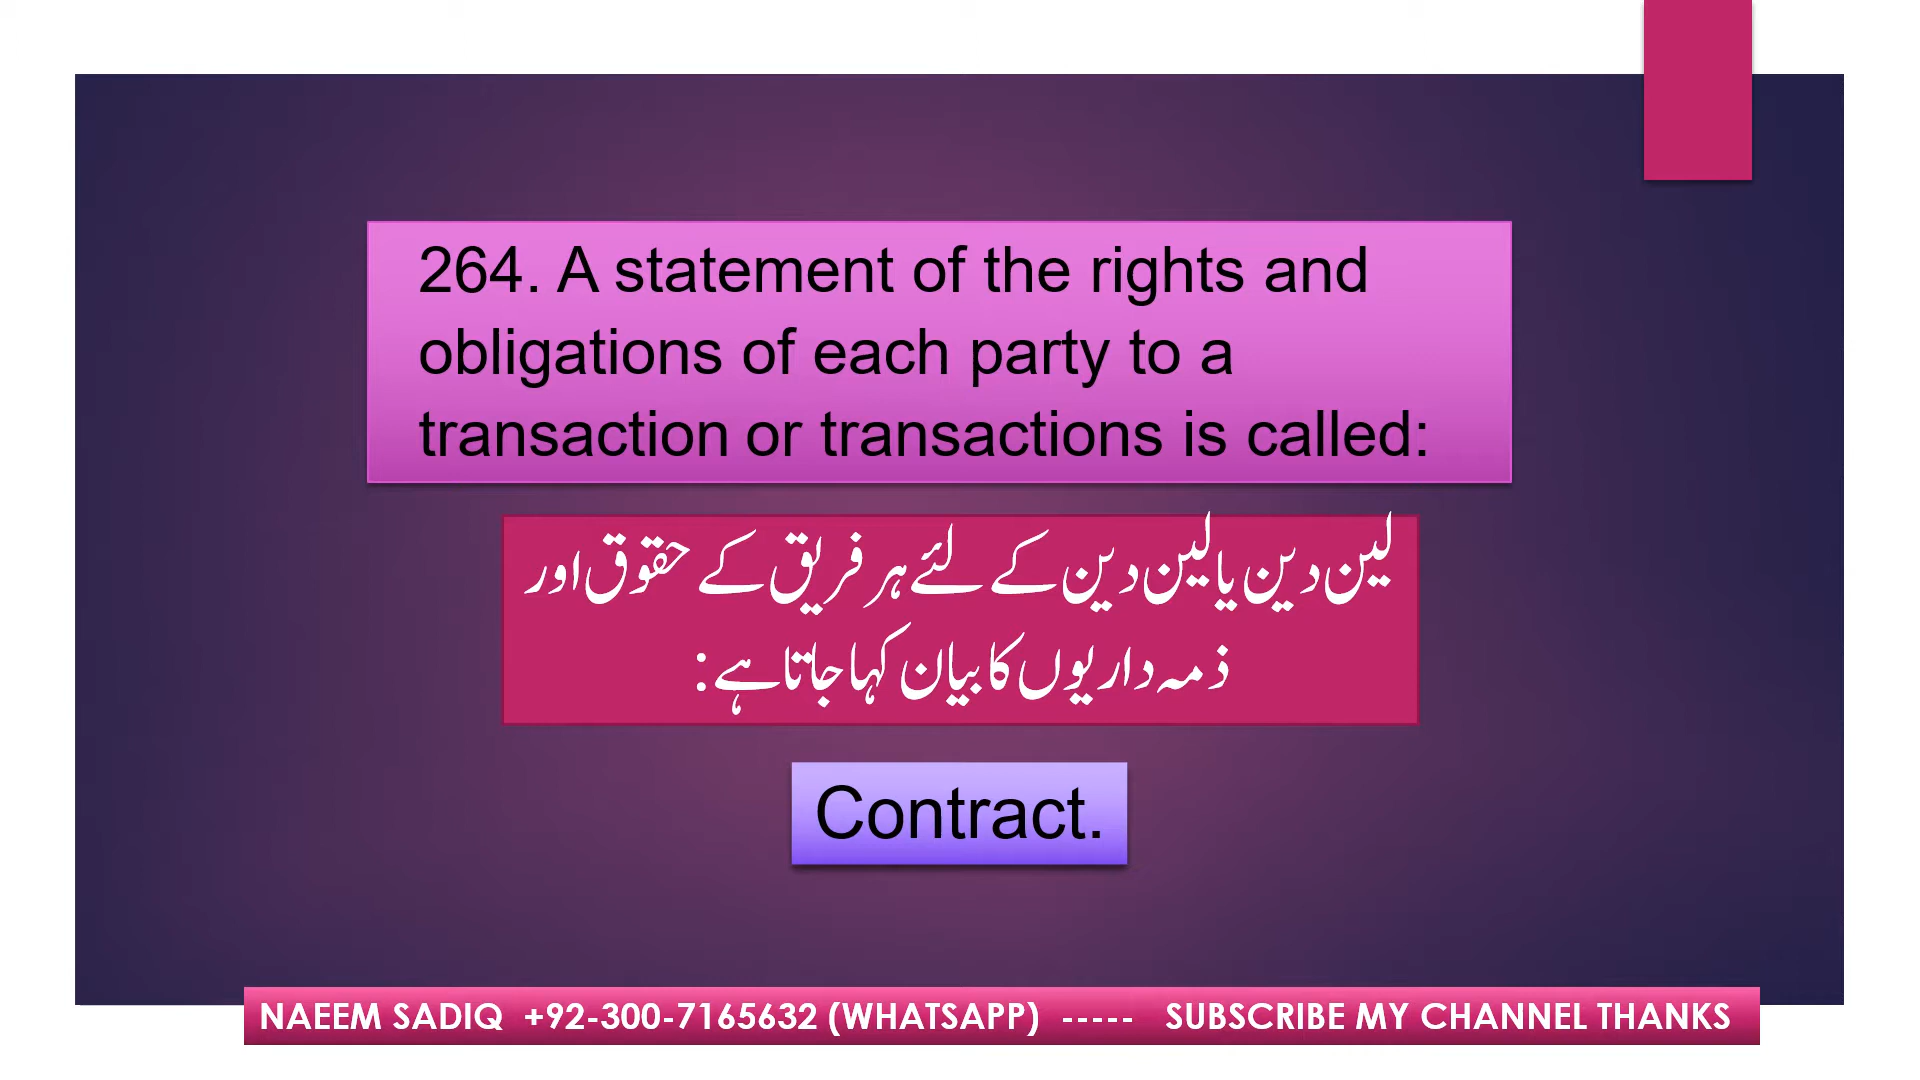 264. A statement of the rights and
obligations of each party to a
transaction or transactions is called:
لین دین یا لین دین کے لئے ہر فریق کے حقوق اور
ذمہ داریوں کا بیان کہا جاتا ہے:
Contract.
NAEEM SADIQ +92-300-7165632 (WHATSAPP) ----- SUBSCRIBE MY CHANNEL THANKS